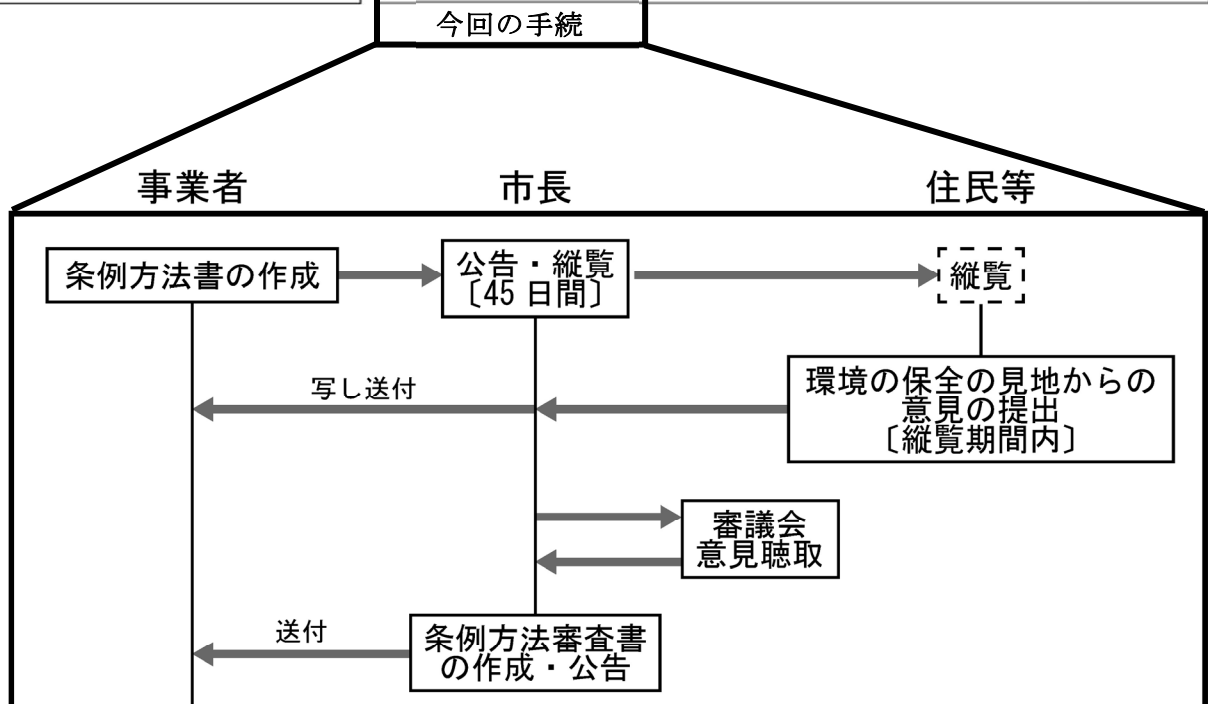 今回の手続
事業者
市長
住民等
条例方法書の作成
公告・縦覧
〔45日間〕
縦覧
環境の保全の見地からの
意見の提出
〔縦覧期間内〕
写し送付
審議会
意見聴取
送付
条例方法審査書
の作成・公告